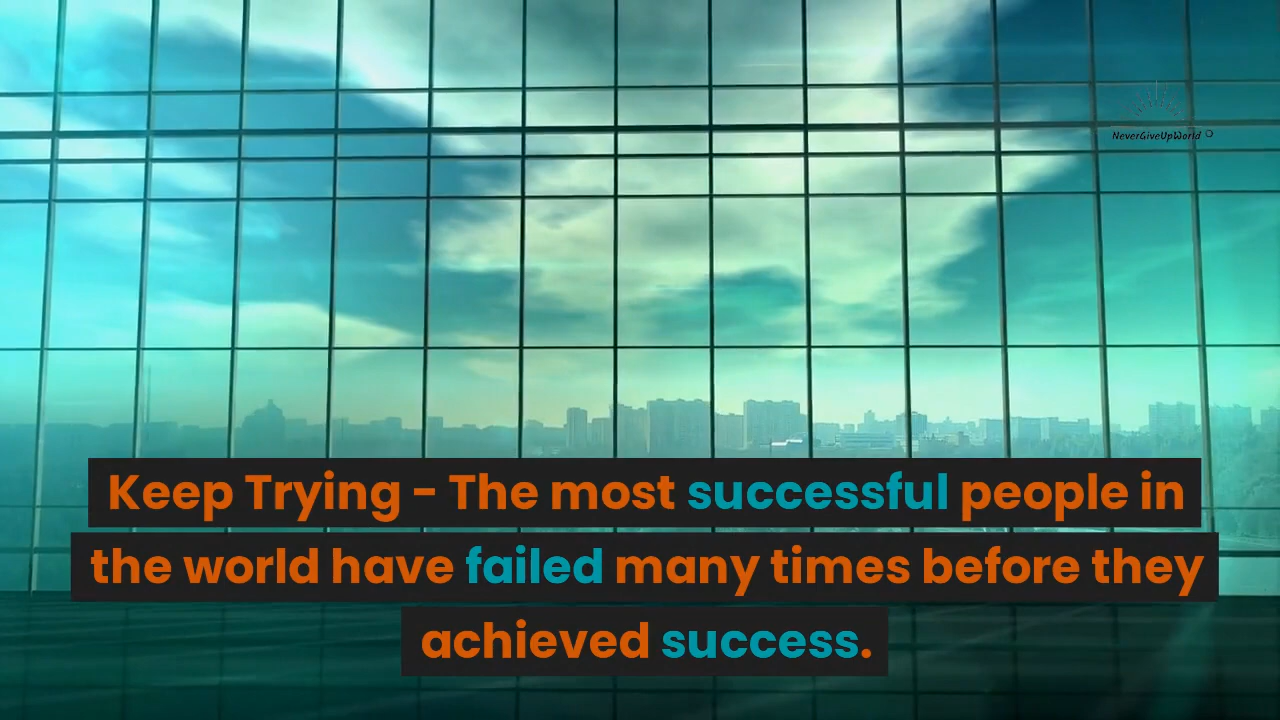 NeverGiveUpWorld
Keep Trying - The most successful people in
the world have failed many times before they
achieved success.